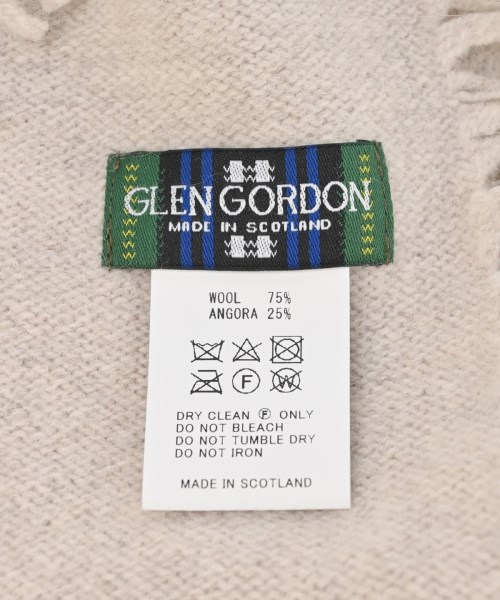 GLEN GORDON
MADE IN SCOTLAND
WOOL 75%
ANGORA 25%
F W
DRY CLEAN Ⓕ ONLY
DO NOT BLEACH
DO NOT TUMBLE DRY
DO NOT IRON
MADE IN SCOTLAND